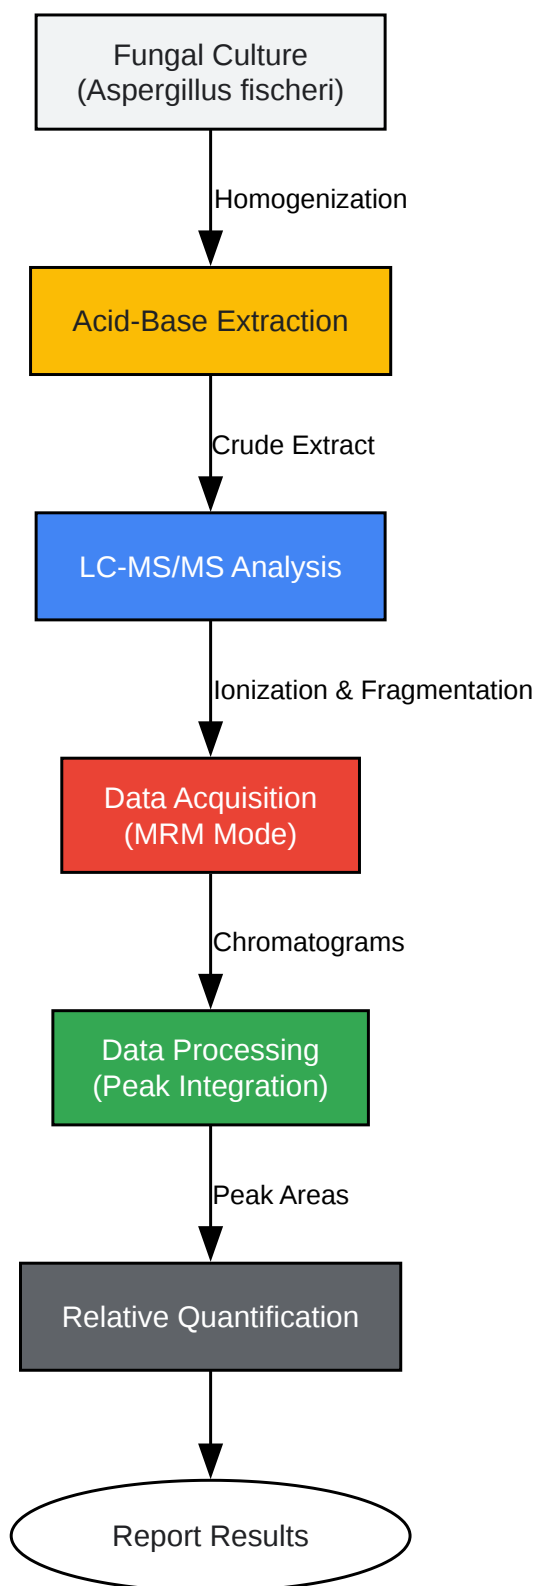 Fungal Culture
(Aspergillus fischeri)
Homogenization
Acid-Base Extraction
Crude Extract
LC-MS/MS Analysis
Ionization & Fragmentation
Data Acquisition
(MRM Mode)
Chromatograms
Data Processing
(Peak Integration)
Peak Areas
Relative Quantification
Report Results